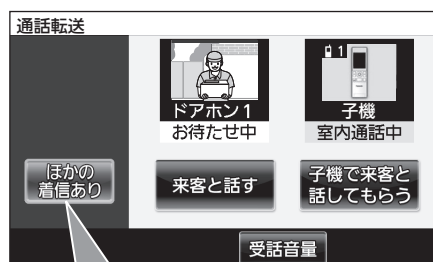 通話転送
1
ドアホン1
お待たせ中
子機
室内通話中
ほかの
着信あり
来客と話す
子機で来客と
話してもらう
受話音量